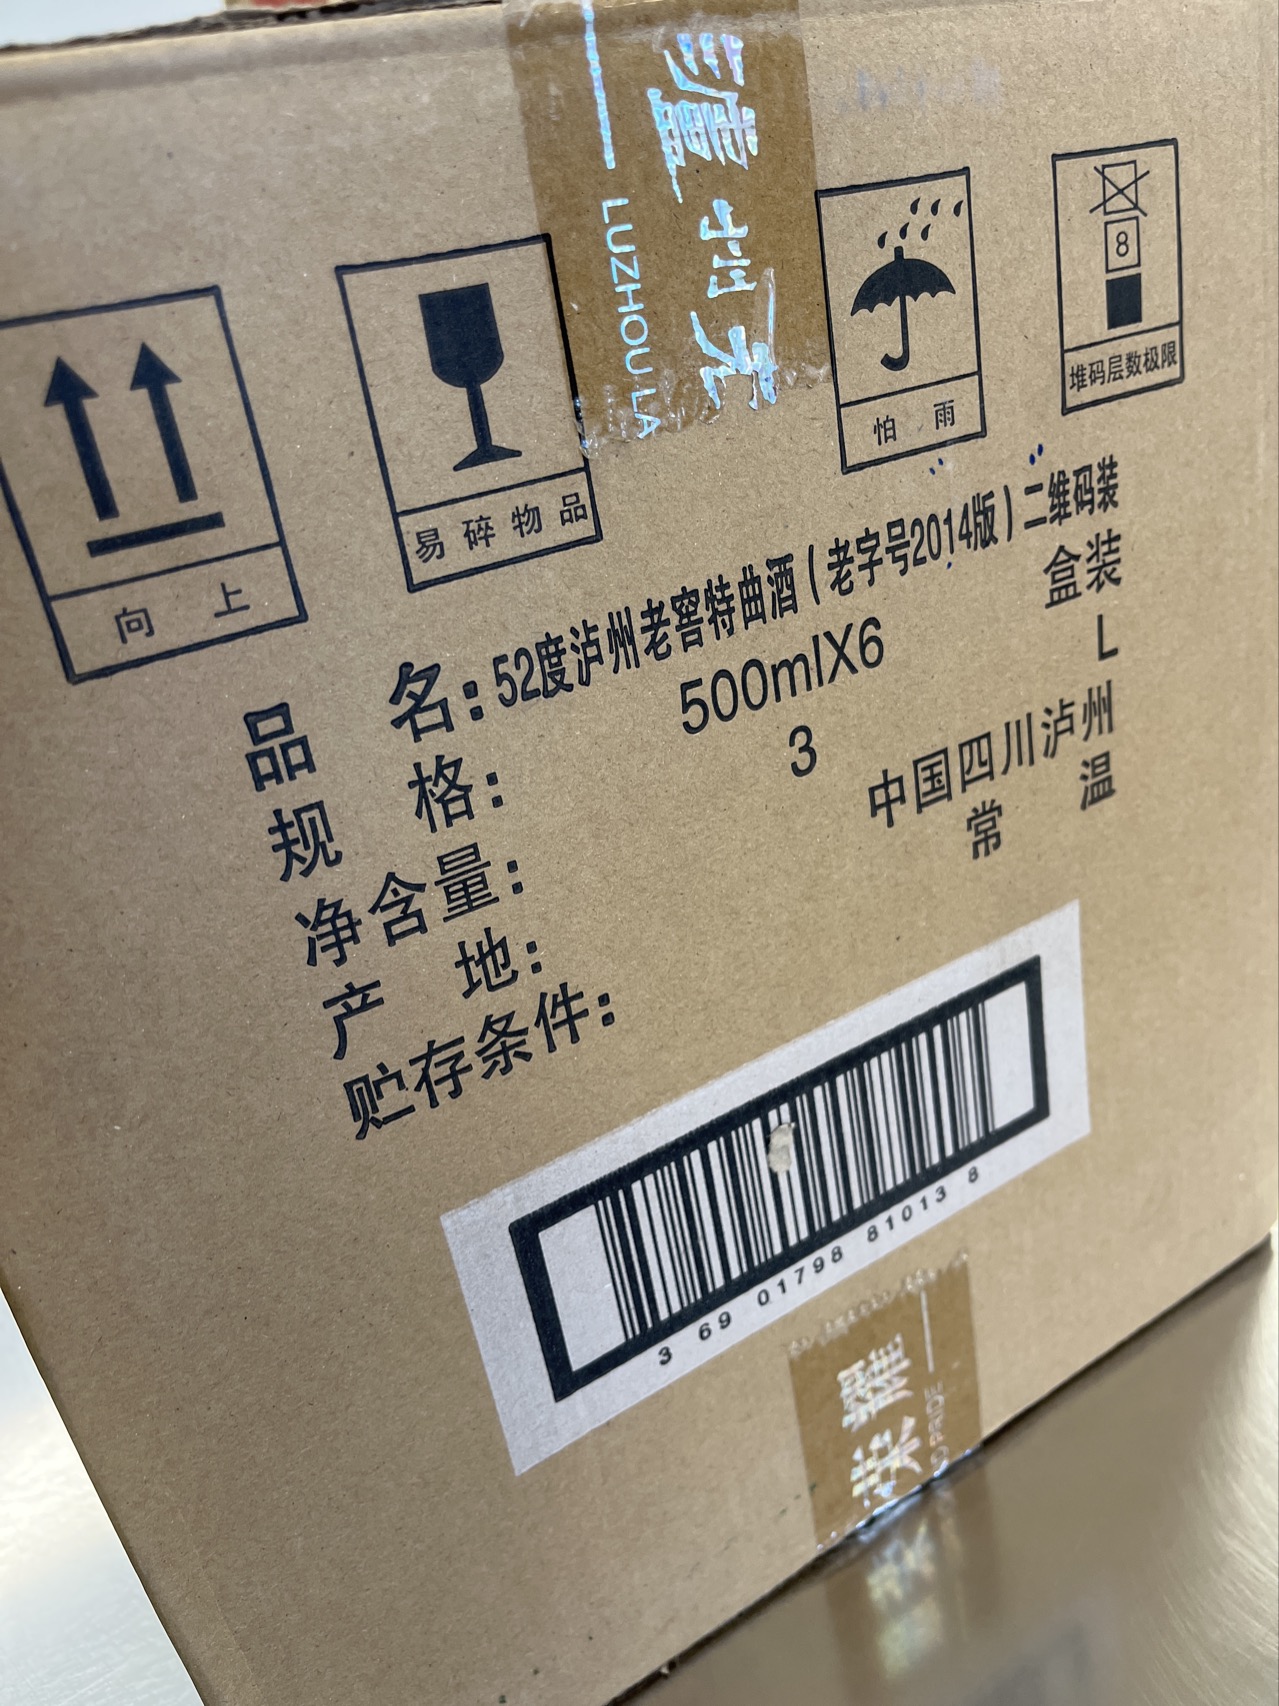 LUZHOU LA
8
向 上
易碎物品
怕 雨
堆码层数极限
品 名：52度泸州老窖特曲酒（老字号2014版）二维码装
规 格： 500mlX6 盒装
净含量： 3 L
产 地： 中国四川泸州
贮存条件： 常 温
3 69 01798 81013 8
荣耀
PRIDE